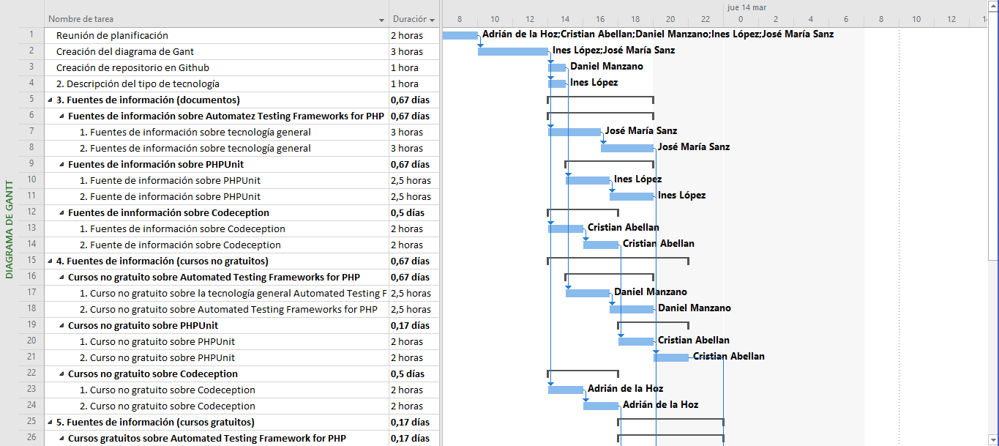 DIAGRAMA DE GANTT
Nombre de tarea Duración
jue 14 mar
8 10 12 14 16 18 20 22 0 2 4 6 8 10 12
1 Reunión de planificación 2 horas Adrián de la Hoz;Cristian Abellan;Daniel Manzano;Ines López;José María Sanz
2 Creación del diagrama de Gant 3 horas Ines López;José María Sanz
3 Creación de repositorio en Github 1 hora Daniel Manzano
4 2. Descripción del tipo de tecnología 1 hora Ines López
5 3. Fuentes de información (documentos) 0,67 días
6 Fuentes de información sobre Automatez Testing Frameworks for PHP 0,67 días
7 1. Fuentes de información sobre tecnología general 3 horas José María Sanz
8 2. Fuentes de información sobre tecnología general 3 horas José María Sanz
9 Fuentes de información sobre PHPUnit 0,67 días
10 1. Fuente de información sobre PHPUnit 2,5 horas Ines López
11 2. Fuente de información sobre PHPUnit 2,5 horas Ines López
12 Fuentes de innformación sobre Codeception 0,5 días
13 1. Fuentes de información sobre Codeception 2 horas Cristian Abellan
14 2. Fuente de información sobre Codeception 2 horas Cristian Abellan
15 4. Fuentes de información (cursos no gratuitos) 0,67 días
16 Cursos no gratuito sobre Automated Testing Frameworks for PHP 0,67 días
17 1. Curso no gratuito sobre la tecnología general Automated Testing F 2,5 horas Daniel Manzano
18 2. Curso no gratuito sobre Automated Testing Frameworks for PHP 2,5 horas Daniel Manzano
19 Cursos no gratuito sobre PHPUnit 0,17 días
20 1. Curso no gratuito sobre PHPUnit 2 horas Cristian Abellan
21 2. Curso no gratuito sobre PHPUnit 2 horas Cristian Abellan
22 Cursos no gratuito sobre Codeception 0,5 días
23 1. Curso no gratuito sobre Codeception 2 horas Adrián de la Hoz
24 2. Curso no gratuito sobre Codeception 2 horas Adrián de la Hoz
25 5. Fuentes de información (cursos gratuitos) 0,17 días
26 Cursos gratuitos sobre Automated Testing Framework for PHP 0,17 días